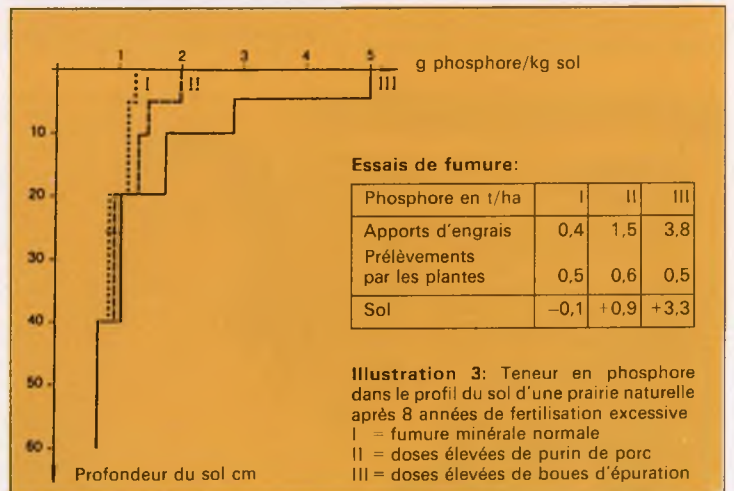 1 2 3 4 5 g phosphore/kg sol
I II III
10
20
30
40
50
60
Profondeur du sol cm
Essais de fumure:
Phosphore en t/ha I II III
Apports d'engrais 0,4 1,5 3,8
Prélèvements
par les plantes 0,5 0,6 0,5
Sol −0,1 +0,9 +3,3
Illustration 3: Teneur en phosphore
dans le profil du sol d'une prairie naturelle
après 8 années de fertilisation excessive
I = fumure minérale normale
II = doses élevées de purin de porc
III = doses élevées de boues d'épuration